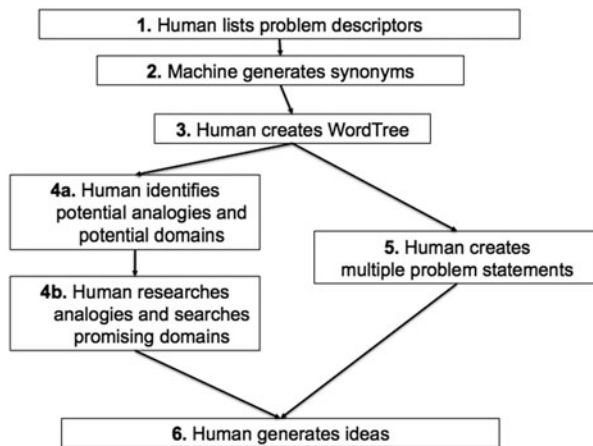 1. Human lists problem descriptors
2. Machine generates synonyms
3. Human creates WordTree
4a. Human identifies
potential analogies and
potential domains
5. Human creates
multiple problem statements
4b. Human researches
analogies and searches
promising domains
6. Human generates ideas